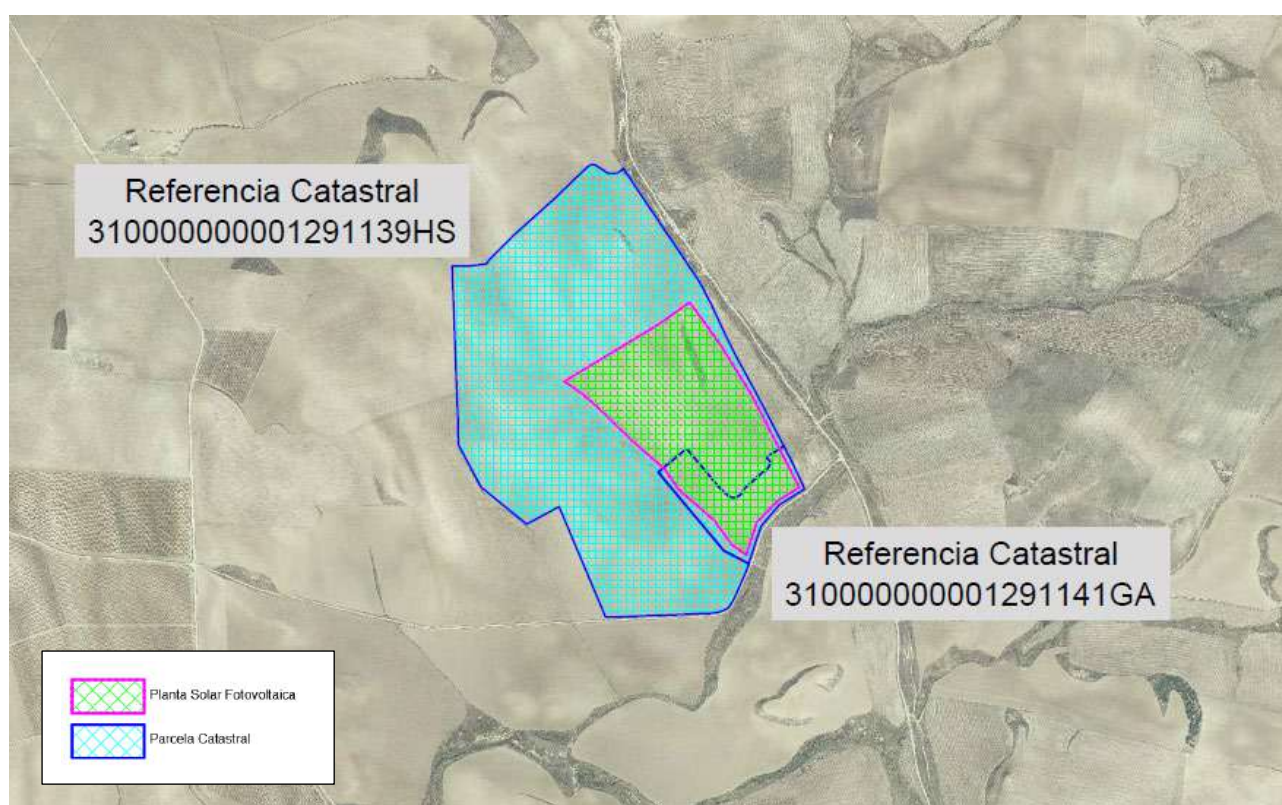 Referencia Catastral
310000000001291139HS
Referencia Catastral
310000000001291141GA
Planta Solar Fotovoltaica
Parcela Catastral